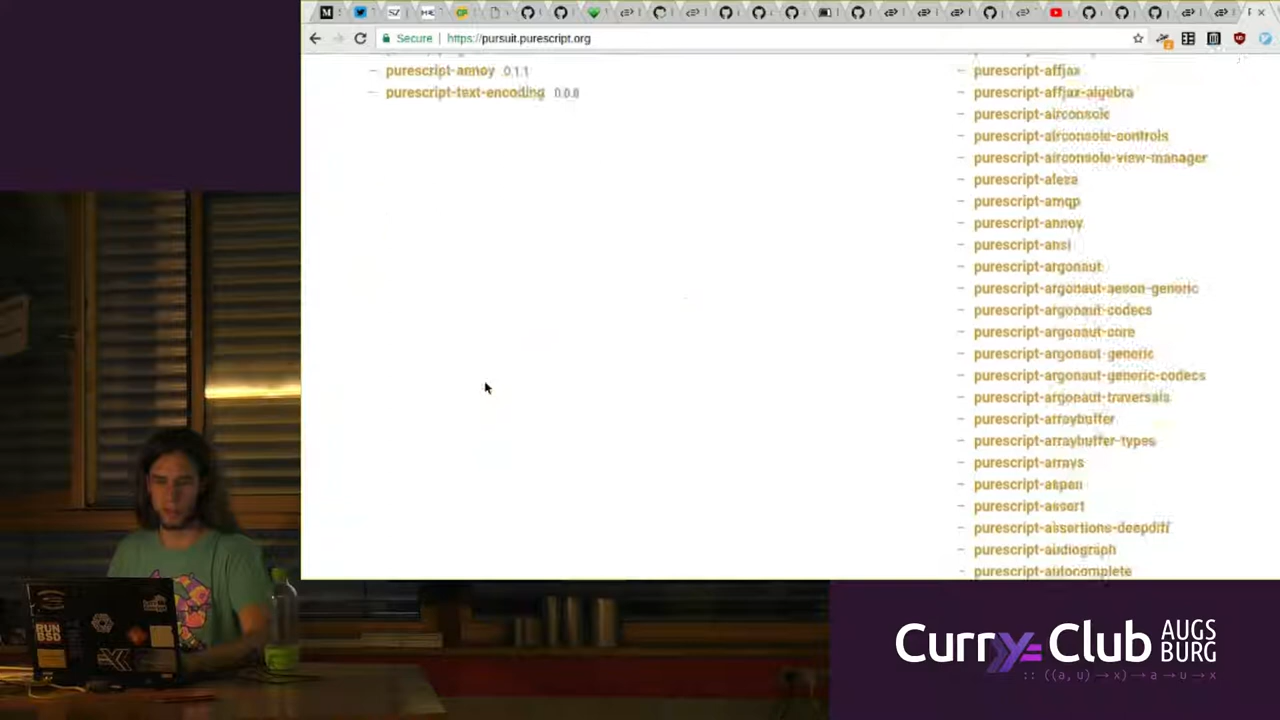 Secure | https://pursuit.purescript.org
purescript-annoy 0.1.1
purescript-text-encoding 0.0.8
purescript-affjax
purescript-affjax-algebra
purescript-airconsole
purescript-airconsole-controls
purescript-airconsole-view-manager
purescript-alexa
purescript-amqp
purescript-annoy
purescript-ansi
purescript-argonaut
purescript-argonaut-aeson-generic
purescript-argonaut-codecs
purescript-argonaut-core
purescript-argonaut-generic
purescript-argonaut-generic-codecs
purescript-argonaut-traversals
purescript-arraybuffer
purescript-arraybuffer-types
purescript-arrays
purescript-aspen
purescript-assert
purescript-assertions-deepdiff
purescript-audiograph
purescript-autocomplete
RUN
BSD
Curry Club AUGS
BURG
:: ((a, u) → x) → a → u → x